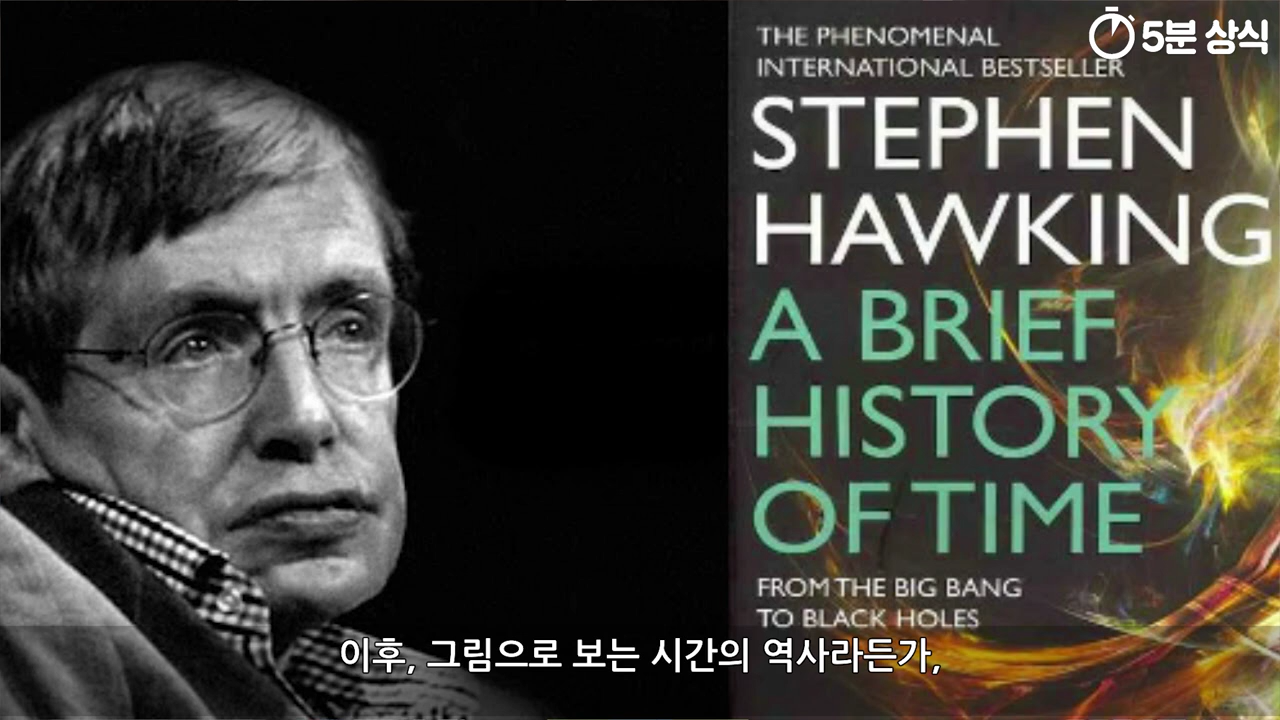 5분 상식
THE PHENOMENAL
INTERNATIONAL BESTSELLER
STEPHEN
HAWKING
A BRIEF
HISTORY
OF TIME
FROM THE BIG BANG
TO BLACK HOLES
이후, 그림으로 보는 시간의 역사라든가,